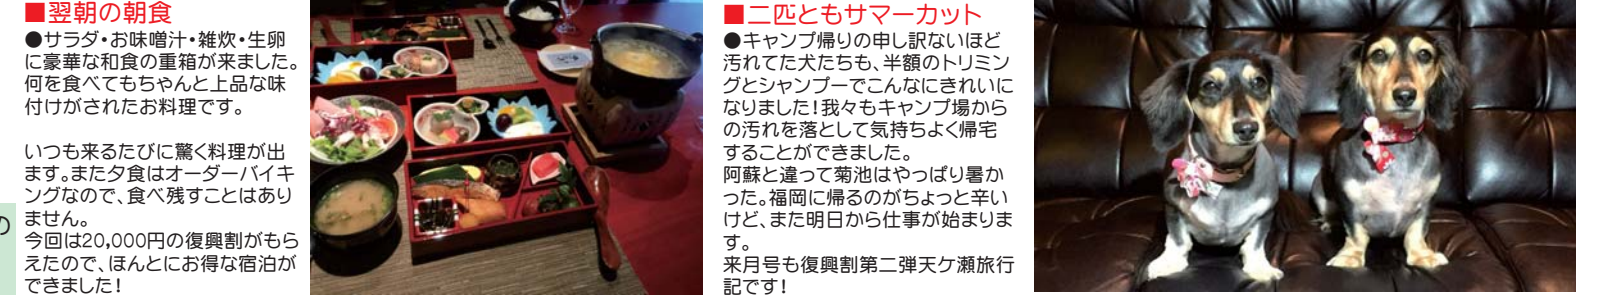 ■翌朝の朝食
●サラダ・お味噌汁・雑炊・生卵
に豪華な和食の重箱が来ました。
何を食べてもちゃんと上品な味
付けがされたお料理です。
いつも来るたびに驚く料理が出
ます。また夕食はオーダーバイキ
ングなので、食べ残すことはあり
ません。
今回は20,000円の復興割がもら
えたので、ほんとにお得な宿泊が
できました！
の
■二匹ともサマーカット
●キャンプ帰りの申し訳ないほど
汚れてた犬たちも、半額のトリミン
グとシャンプーでこんなにきれいに
なりました！我々もキャンプ場から
の汚れを落として気持ちよく帰宅
することができました。
阿蘇と違って菊池はやっぱり暑か
った。福岡に帰るのがちょっと辛い
けど、また明日から仕事が始まりま
す。
来月号も復興割第二弾天ケ瀬旅行
記です！